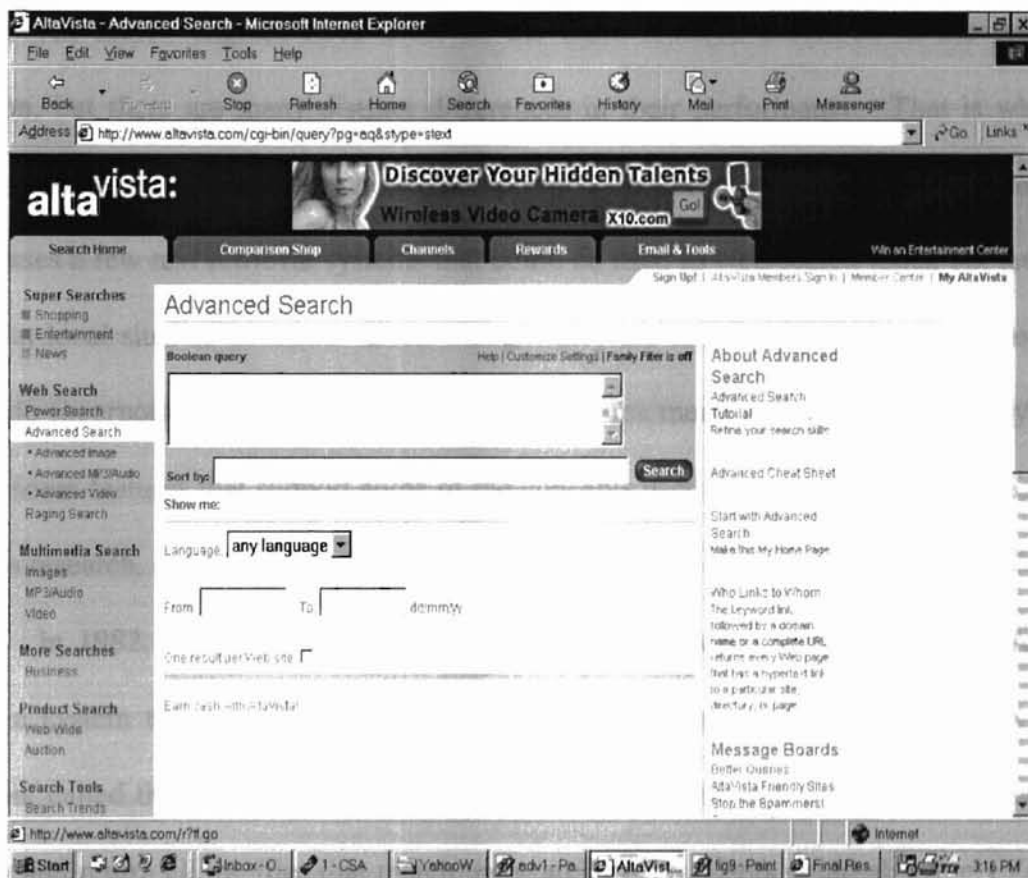 AltaVista - Advanced Search - Microsoft Internet Explorer
File Edit View Favorites Tools Help
Back Forward Stop Refresh Home Search Favorites History Mail Print Messenger
Address http://www.altavista.com/cgi-bin/query?pg=aq&stype=stext Go Links
altavista:
Discover Your Hidden Talents
Wireless Video Camera X10.com Go!
Search Home Comparison Shop Channels Rewards Email & Tools Win an Entertainment Center
Sign Up! | AltaVista Members Sign In | Member Center | My AltaVista
Super Searches
Shopping
Entertainment
News
Web Search
Power Search
Advanced Search
• Advanced Image
• Advanced MP3/Audio
• Advanced Video
Raging Search
Multimedia Search
Images
MP3/Audio
Video
More Searches
Business
Product Search
Web-Wide
Auction
Search Tools
Search Trends
Advanced Search
Boolean query: Help | Customize Settings | Family Filter is off
Sort by: Search
Show me:
Language: any language
From: To: dd/mm/yy
One result per Web site
Earn cash with AltaVista!
About Advanced
Search
Advanced Search
Tutorial
Refine your search skills
Advanced Cheat Sheet
Start with Advanced
Search
Make this My Home Page
Who Links to Whom
The keyword link,
followed by a domain
name or a complete URL,
returns every Web page
that has a hypertext link
to a particular site,
directory, or page
Message Boards
Better Queries
AltaVista Friendly Sites
Stop the Spammers!
http://www.altavista.com/r?tf.go Internet
Start Inbox - O... 1 - CSA YahooW... adv1 - Pa... AltaVist... fig9 - Paint Final Res... 3:16 PM